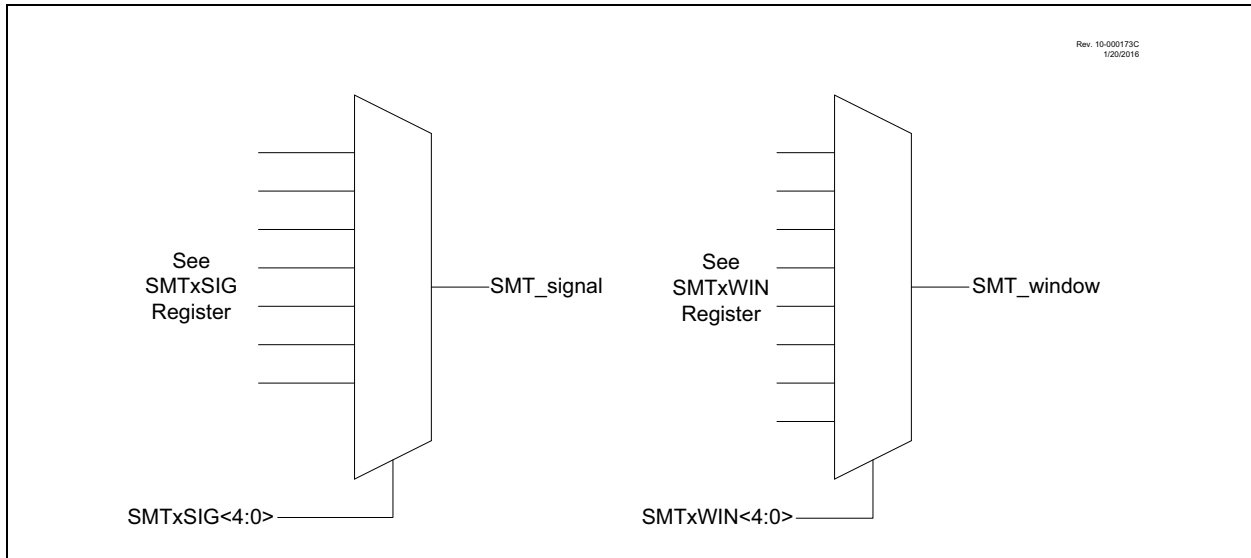 Rev. 10-000173C
1/20/2016
See
SMTxSIG
Register
SMT_signal
SMTxSIG<4:0>
See
SMTxWIN
Register
SMT_window
SMTxWIN<4:0>